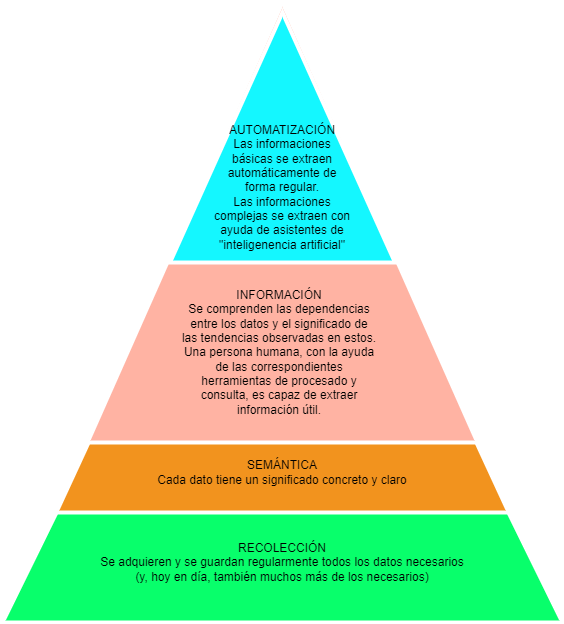 AUTOMATIZACIÓN
Las informaciones
básicas se extraen
automáticamente de
forma regular.
Las informaciones
complejas se extraen con
ayuda de asistentes de
"inteligenencia artificial"
INFORMACIÓN
Se comprenden las dependencias
entre los datos y el significado de
las tendencias observadas en estos.
Una persona humana, con la ayuda
de las correspondientes
herramientas de procesado y
consulta, es capaz de extraer
información útil.
SEMÁNTICA
Cada dato tiene un significado concreto y claro
RECOLECCIÓN
Se adquieren y se guardan regularmente todos los datos necesarios
(y, hoy en día, también muchos más de los necesarios)